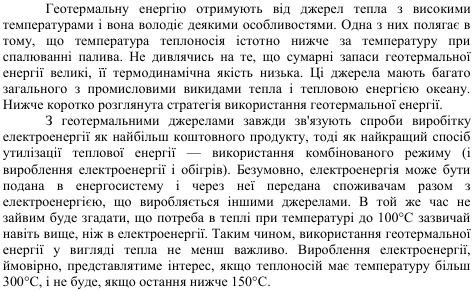 Геотермальну енергію отримують від джерел тепла з високими
температурами і вона володіє деякими особливостями. Одна з них полягає в
тому, що температура теплоносія істотно нижче за температуру при
спалюванні палива. Не дивлячись на те, що сумарні запаси геотермальної
енергії великі, її термодинамічна якість низька. Ці джерела мають багато
загального з промисловими викидами тепла і тепловою енергією океану.
Нижче коротко розглянута стратегія використання геотермальної енергії.
З геотермальними джерелами завжди зв'язують спроби виробітку
електроенергії як найбільш коштовного продукту, тоді як найкращий спосіб
утилізації теплової енергії — використання комбінованого режиму (і
вироблення електроенергії і обігрів). Безумовно, електроенергія може бути
подана в енергосистему і через неї передана споживачам разом з
електроенергією, що виробляється іншими джерелами. В той же час не
зайвим буде згадати, що потреба в теплі при температурі до 100°С зазвичай
навіть вище, ніж в електроенергії. Таким чином, використання геотермальної
енергії у вигляді тепла не менш важливо. Вироблення електроенергії,
ймовірно, представлятиме інтерес, якщо теплоносій має температуру більш
300°С, і не буде, якщо остання нижче 150°С.